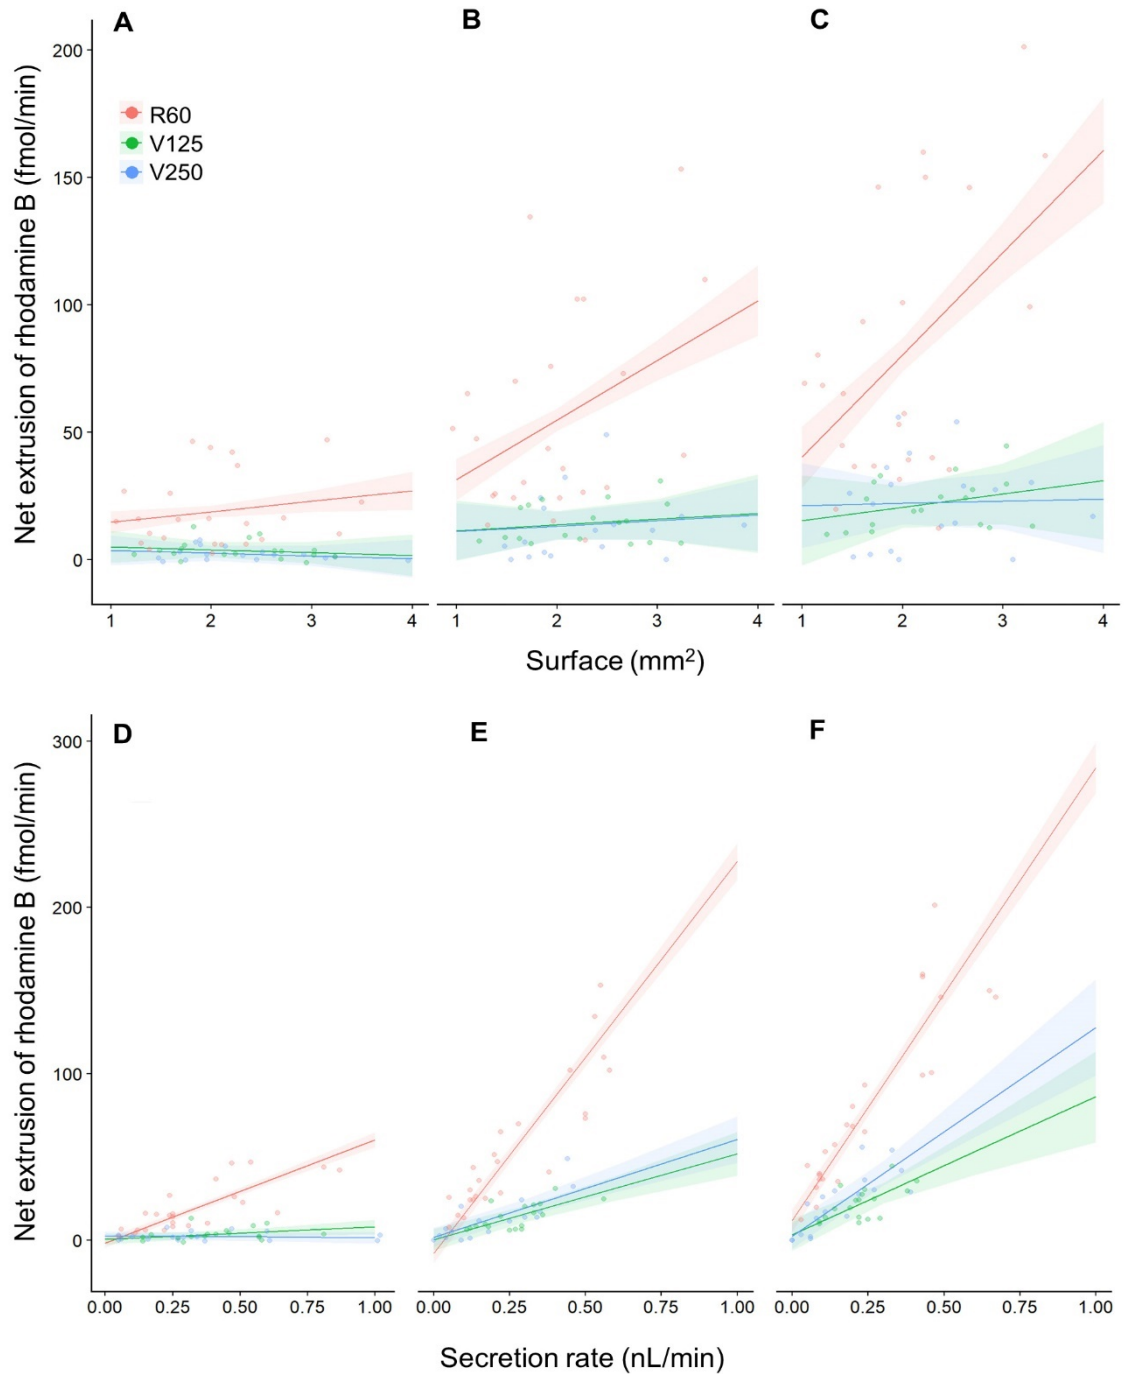 A
B
C
200
R60
V125
V250
150
100
50
0
Net extrusion of rhodamine B (fmol/min)
1 2 3 4
1 2 3 4
1 2 3 4
Surface (mm²)
D
E
F
300
200
100
0
Net extrusion of rhodamine B (fmol/min)
0.00 0.25 0.50 0.75 1.00
0.00 0.25 0.50 0.75 1.00
0.00 0.25 0.50 0.75 1.00
Secretion rate (nL/min)